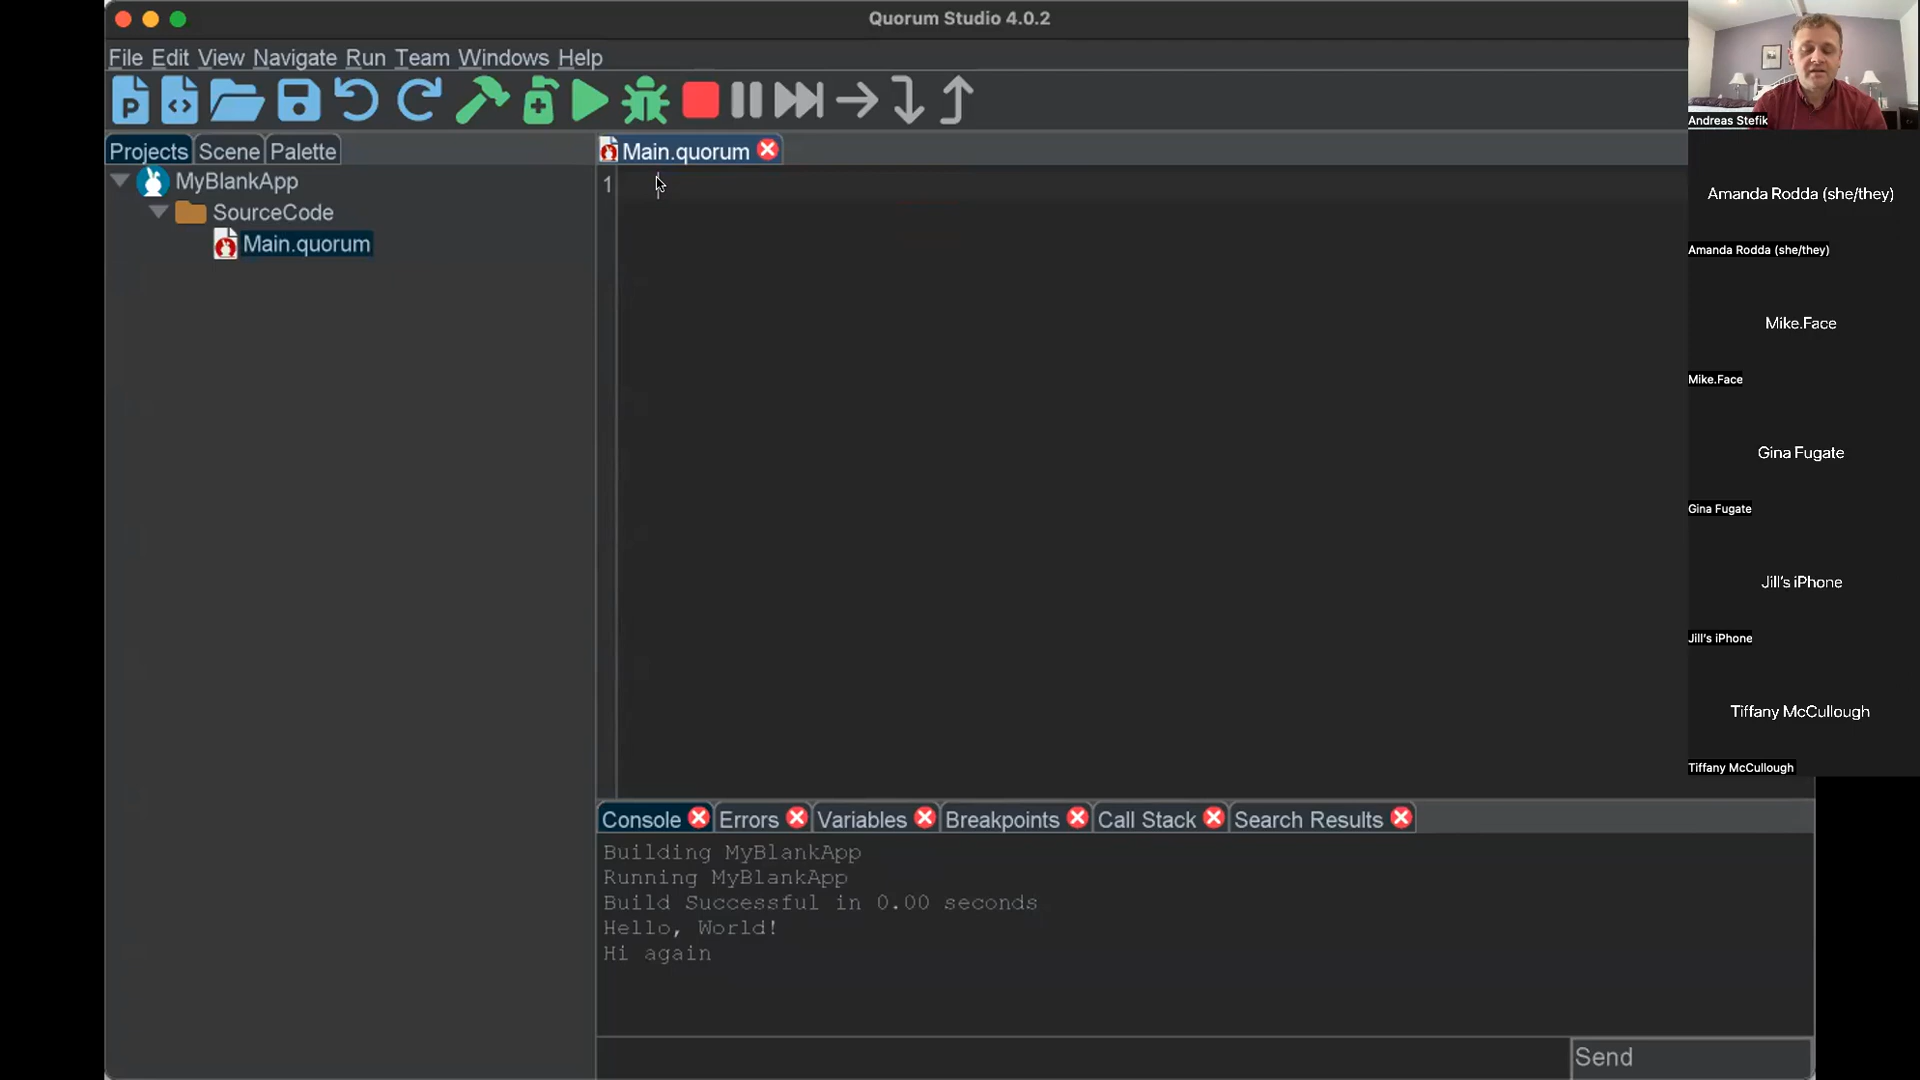 Quorum Studio 4.0.2
File Edit View Navigate Run Team Windows Help
Projects Scene Palette
MyBlankApp
SourceCode
Main.quorum
Main.quorum
1
Console Errors Variables Breakpoints Call Stack Search Results
Building MyBlankApp
Running MyBlankApp
Build Successful in 0.00 seconds
Hello, World!
Hi again
Send
Andreas Stefik
Amanda Rodda (she/they)
Amanda Rodda (she/they)
Mike.Face
Mike.Face
Gina Fugate
Gina Fugate
Jill's iPhone
Jill's iPhone
Tiffany McCullough
Tiffany McCullough